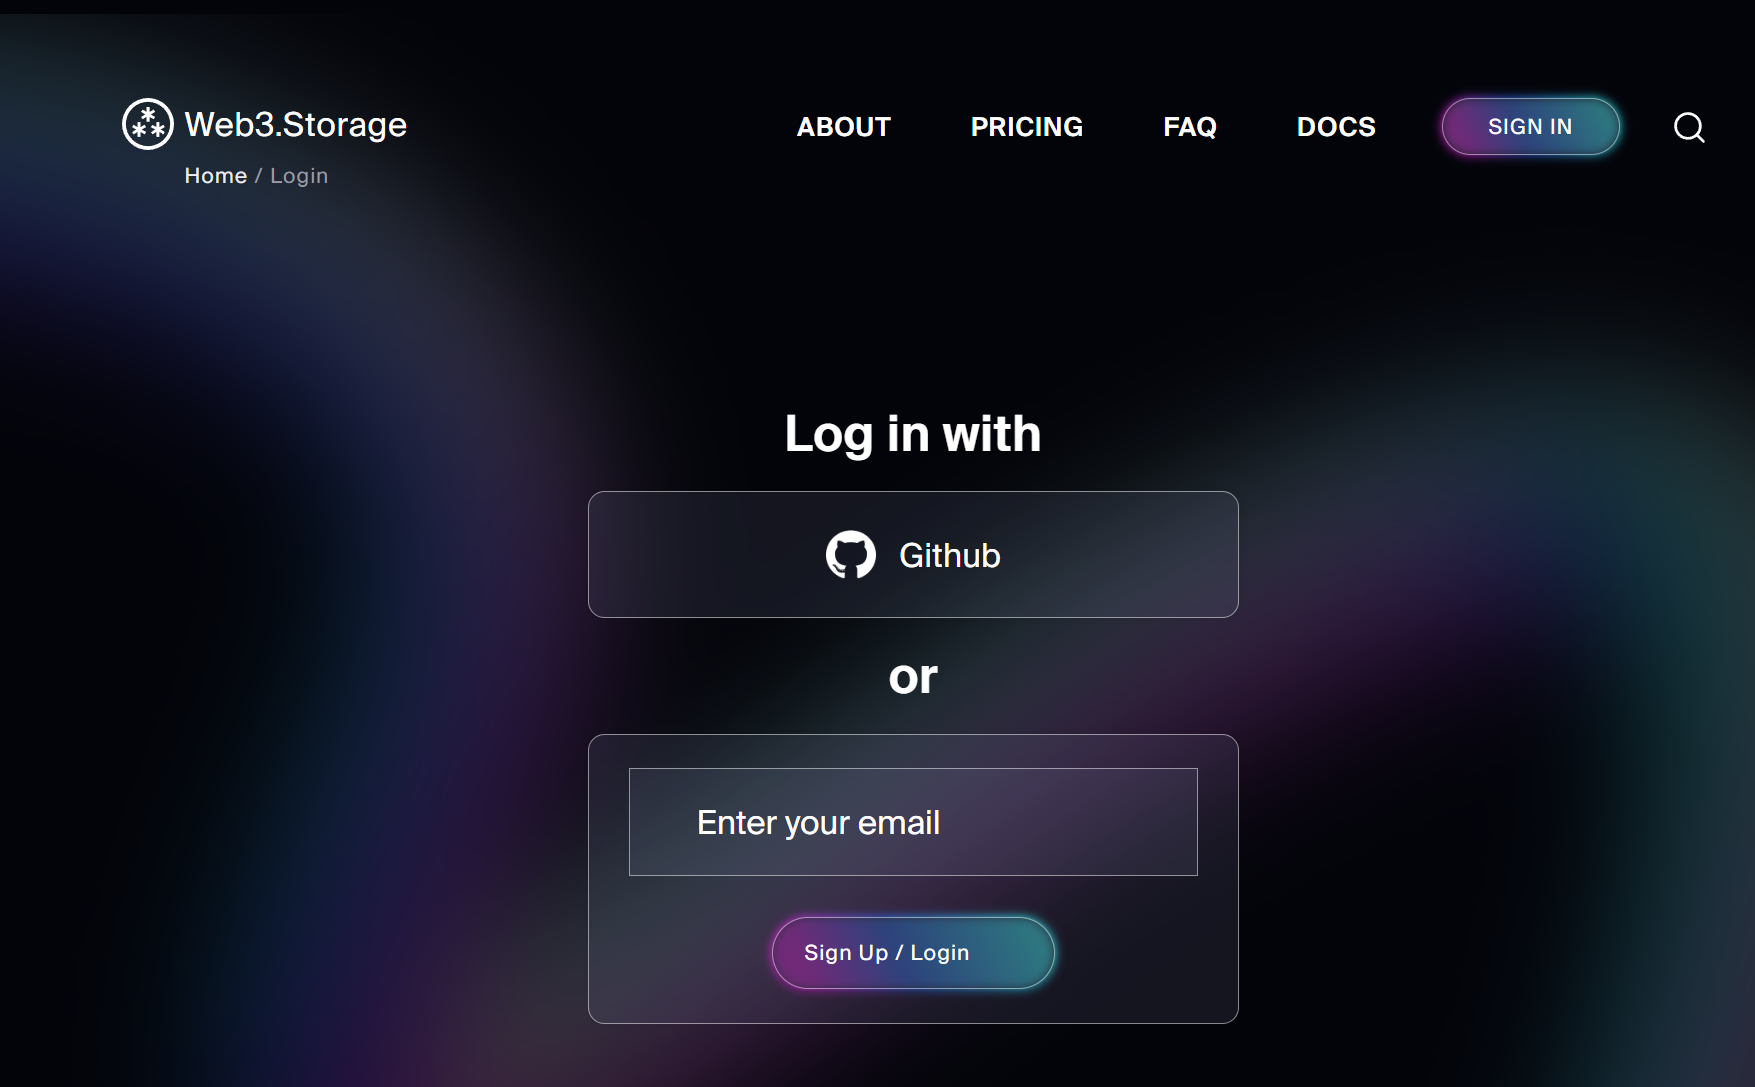 Web3.Storage
ABOUT PRICING FAQ DOCS SIGN IN
Home / Login
Log in with
Github
or
Enter your email
Sign Up / Login